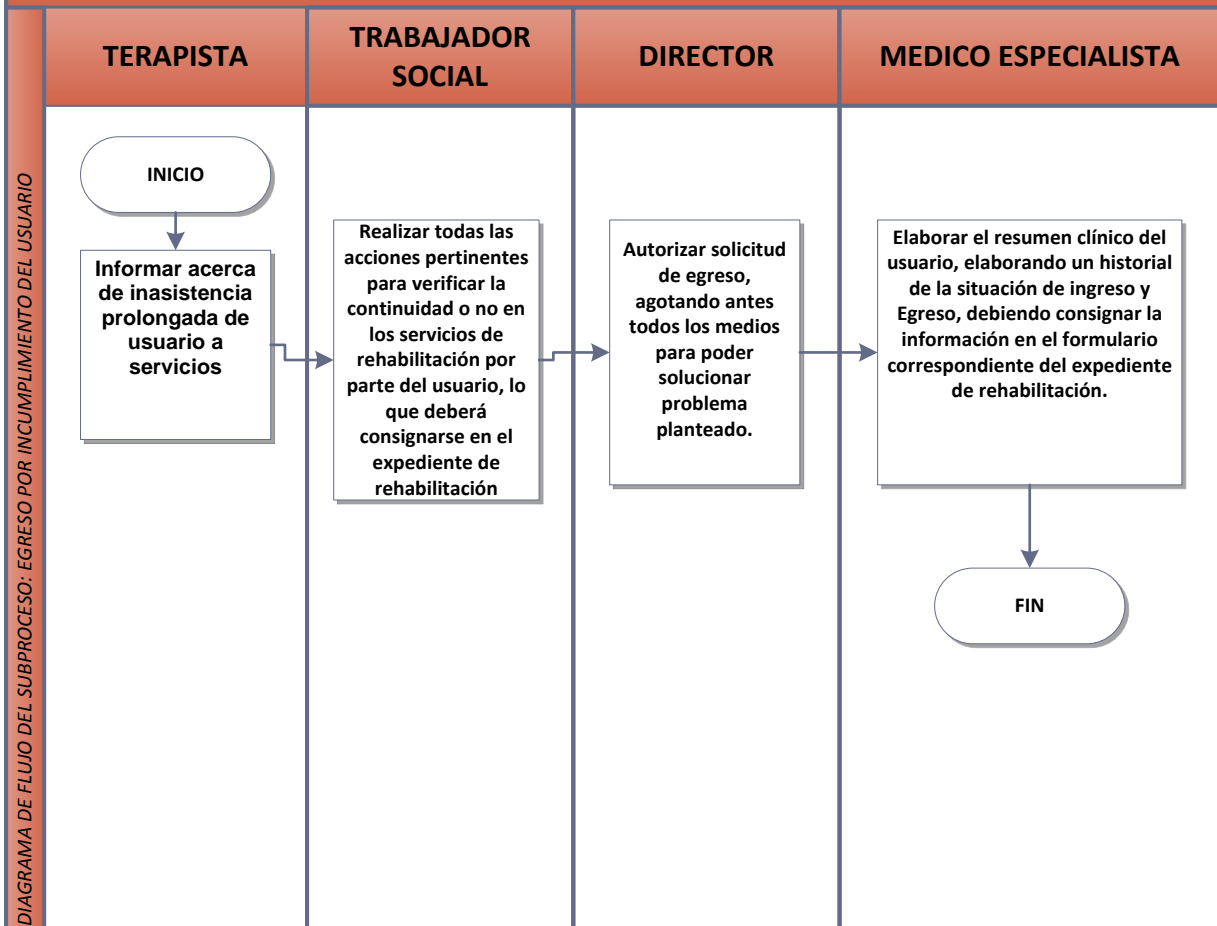 TERAPISTA
TRABAJADOR
SOCIAL
DIRECTOR
MEDICO ESPECIALISTA
DIAGRAMA DE FLUJO DEL SUBPROCESO: EGRESO POR INCUMPLIMIENTO DEL USUARIO
INICIO
Informar acerca
de inasistencia
prolongada de
usuario a
servicios
Realizar todas las
acciones pertinentes
para verificar la
continuidad o no en
los servicios de
rehabilitación por
parte del usuario, lo
que deberá
consignarse en el
expediente de
rehabilitación
Autorizar solicitud
de egreso,
agotando antes
todos los medios
para poder
solucionar
problema
planteado.
Elaborar el resumen clínico del
usuario, elaborando un historial
de la situación de ingreso y
Egreso, debiendo consignar la
información en el formulario
correspondiente del expediente
de rehabilitación.
FIN